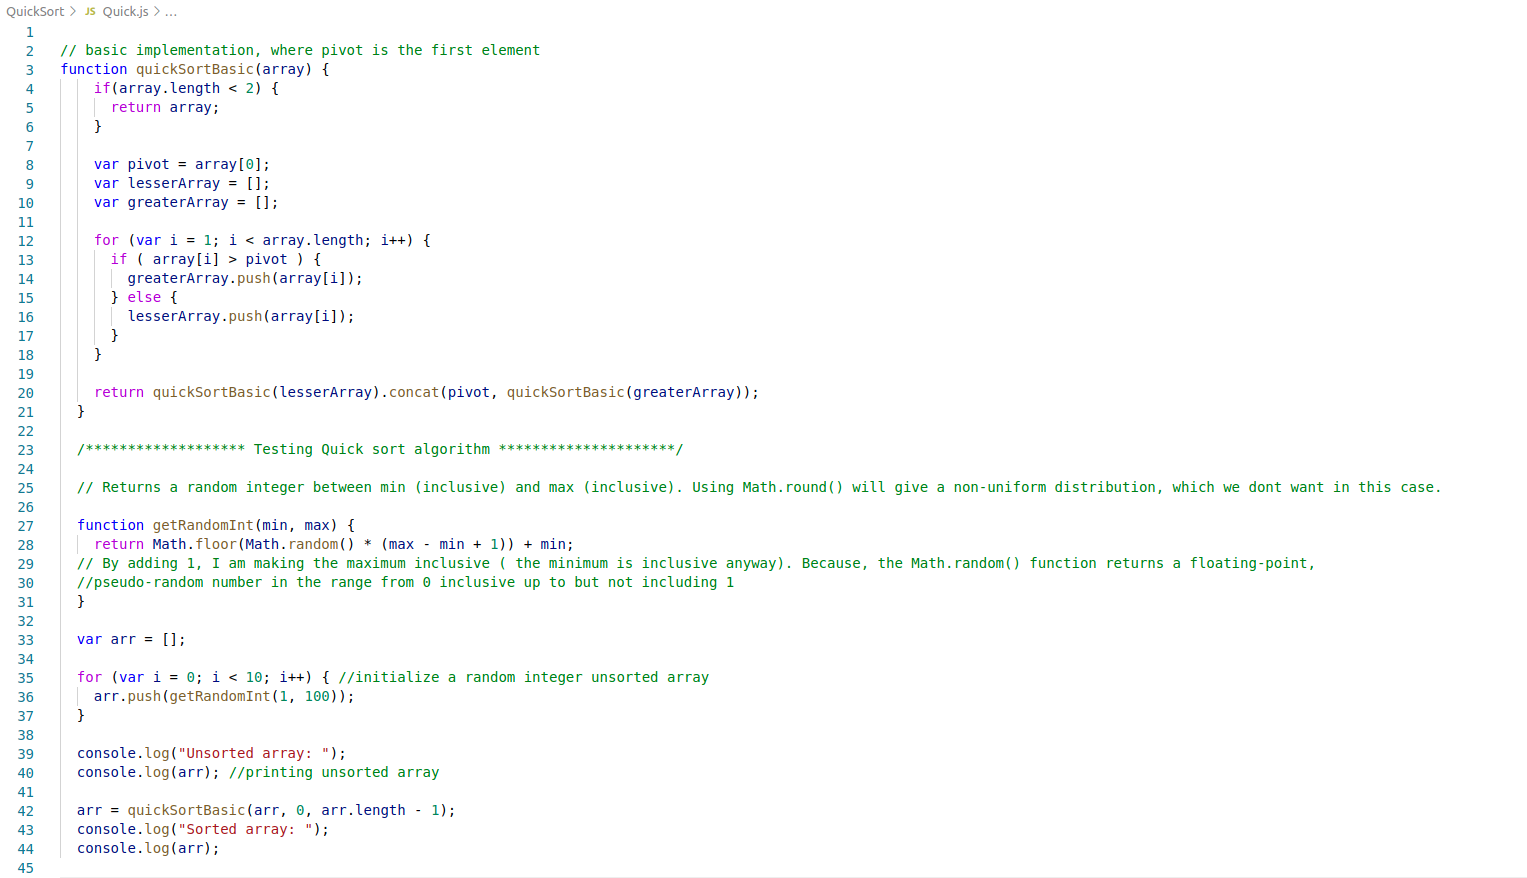 QuickSort > JS Quick.js > ...
1
2 // basic implementation, where pivot is the first element
3 function quickSortBasic(array) {
4     if(array.length < 2) {
5       return array;
6     }
7
8     var pivot = array[0];
9     var lesserArray = [];
10     var greaterArray = [];
11
12     for (var i = 1; i < array.length; i++) {
13       if ( array[i] > pivot ) {
14         greaterArray.push(array[i]);
15       } else {
16         lesserArray.push(array[i]);
17       }
18     }
19
20     return quickSortBasic(lesserArray).concat(pivot, quickSortBasic(greaterArray));
21   }
22
23   /******************* Testing Quick sort algorithm *********************/
24
25   // Returns a random integer between min (inclusive) and max (inclusive). Using Math.round() will give a non-uniform distribution, which we dont want in this case.
26
27   function getRandomInt(min, max) {
28     return Math.floor(Math.random() * (max - min + 1)) + min;
29   // By adding 1, I am making the maximum inclusive ( the minimum is inclusive anyway). Because, the Math.random() function returns a floating-point,
30   //pseudo-random number in the range from 0 inclusive up to but not including 1
31   }
32
33   var arr = [];
34
35   for (var i = 0; i < 10; i++) { //initialize a random integer unsorted array
36     arr.push(getRandomInt(1, 100));
37   }
38
39   console.log("Unsorted array: ");
40   console.log(arr); //printing unsorted array
41
42   arr = quickSortBasic(arr, 0, arr.length - 1);
43   console.log("Sorted array: ");
44   console.log(arr);
45